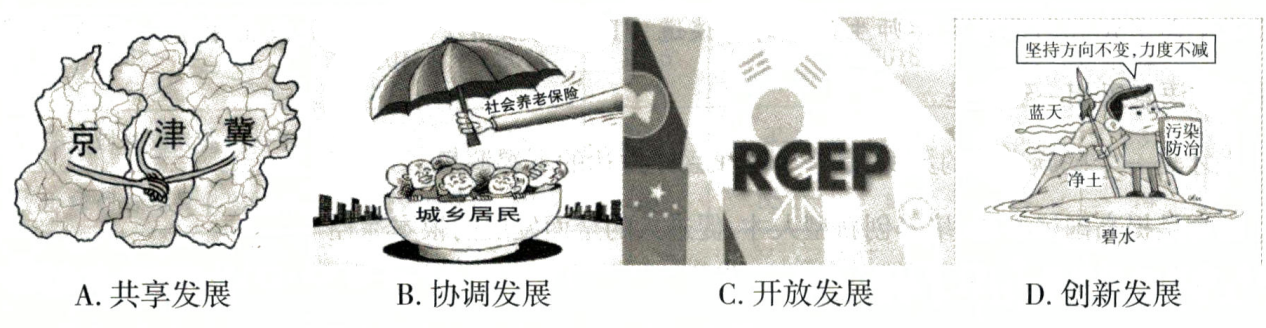 京 津 冀
社会养老保险
城乡居民
RCEP
坚持方向不变,力度不减
蓝天
污染
防治
净土
碧水
A. 共享发展
B. 协调发展
C. 开放发展
D. 创新发展